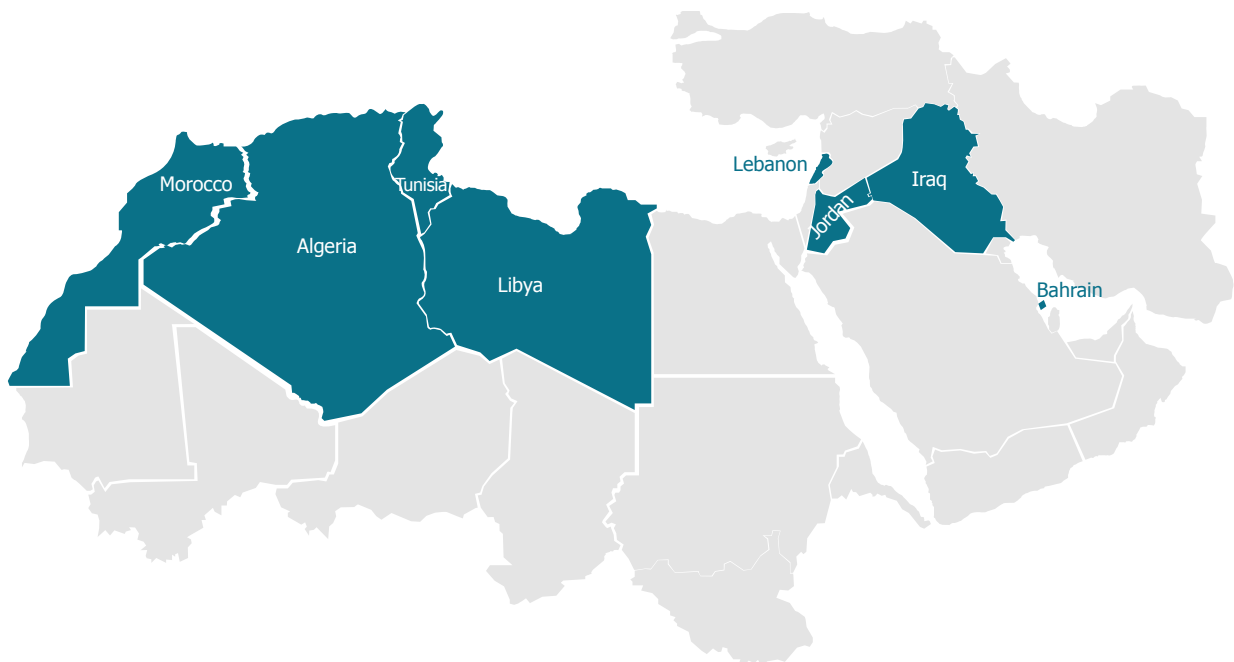 Lebanon
Morocco
Tunisia
Iraq
Jordan
Algeria
Libya
Bahrain